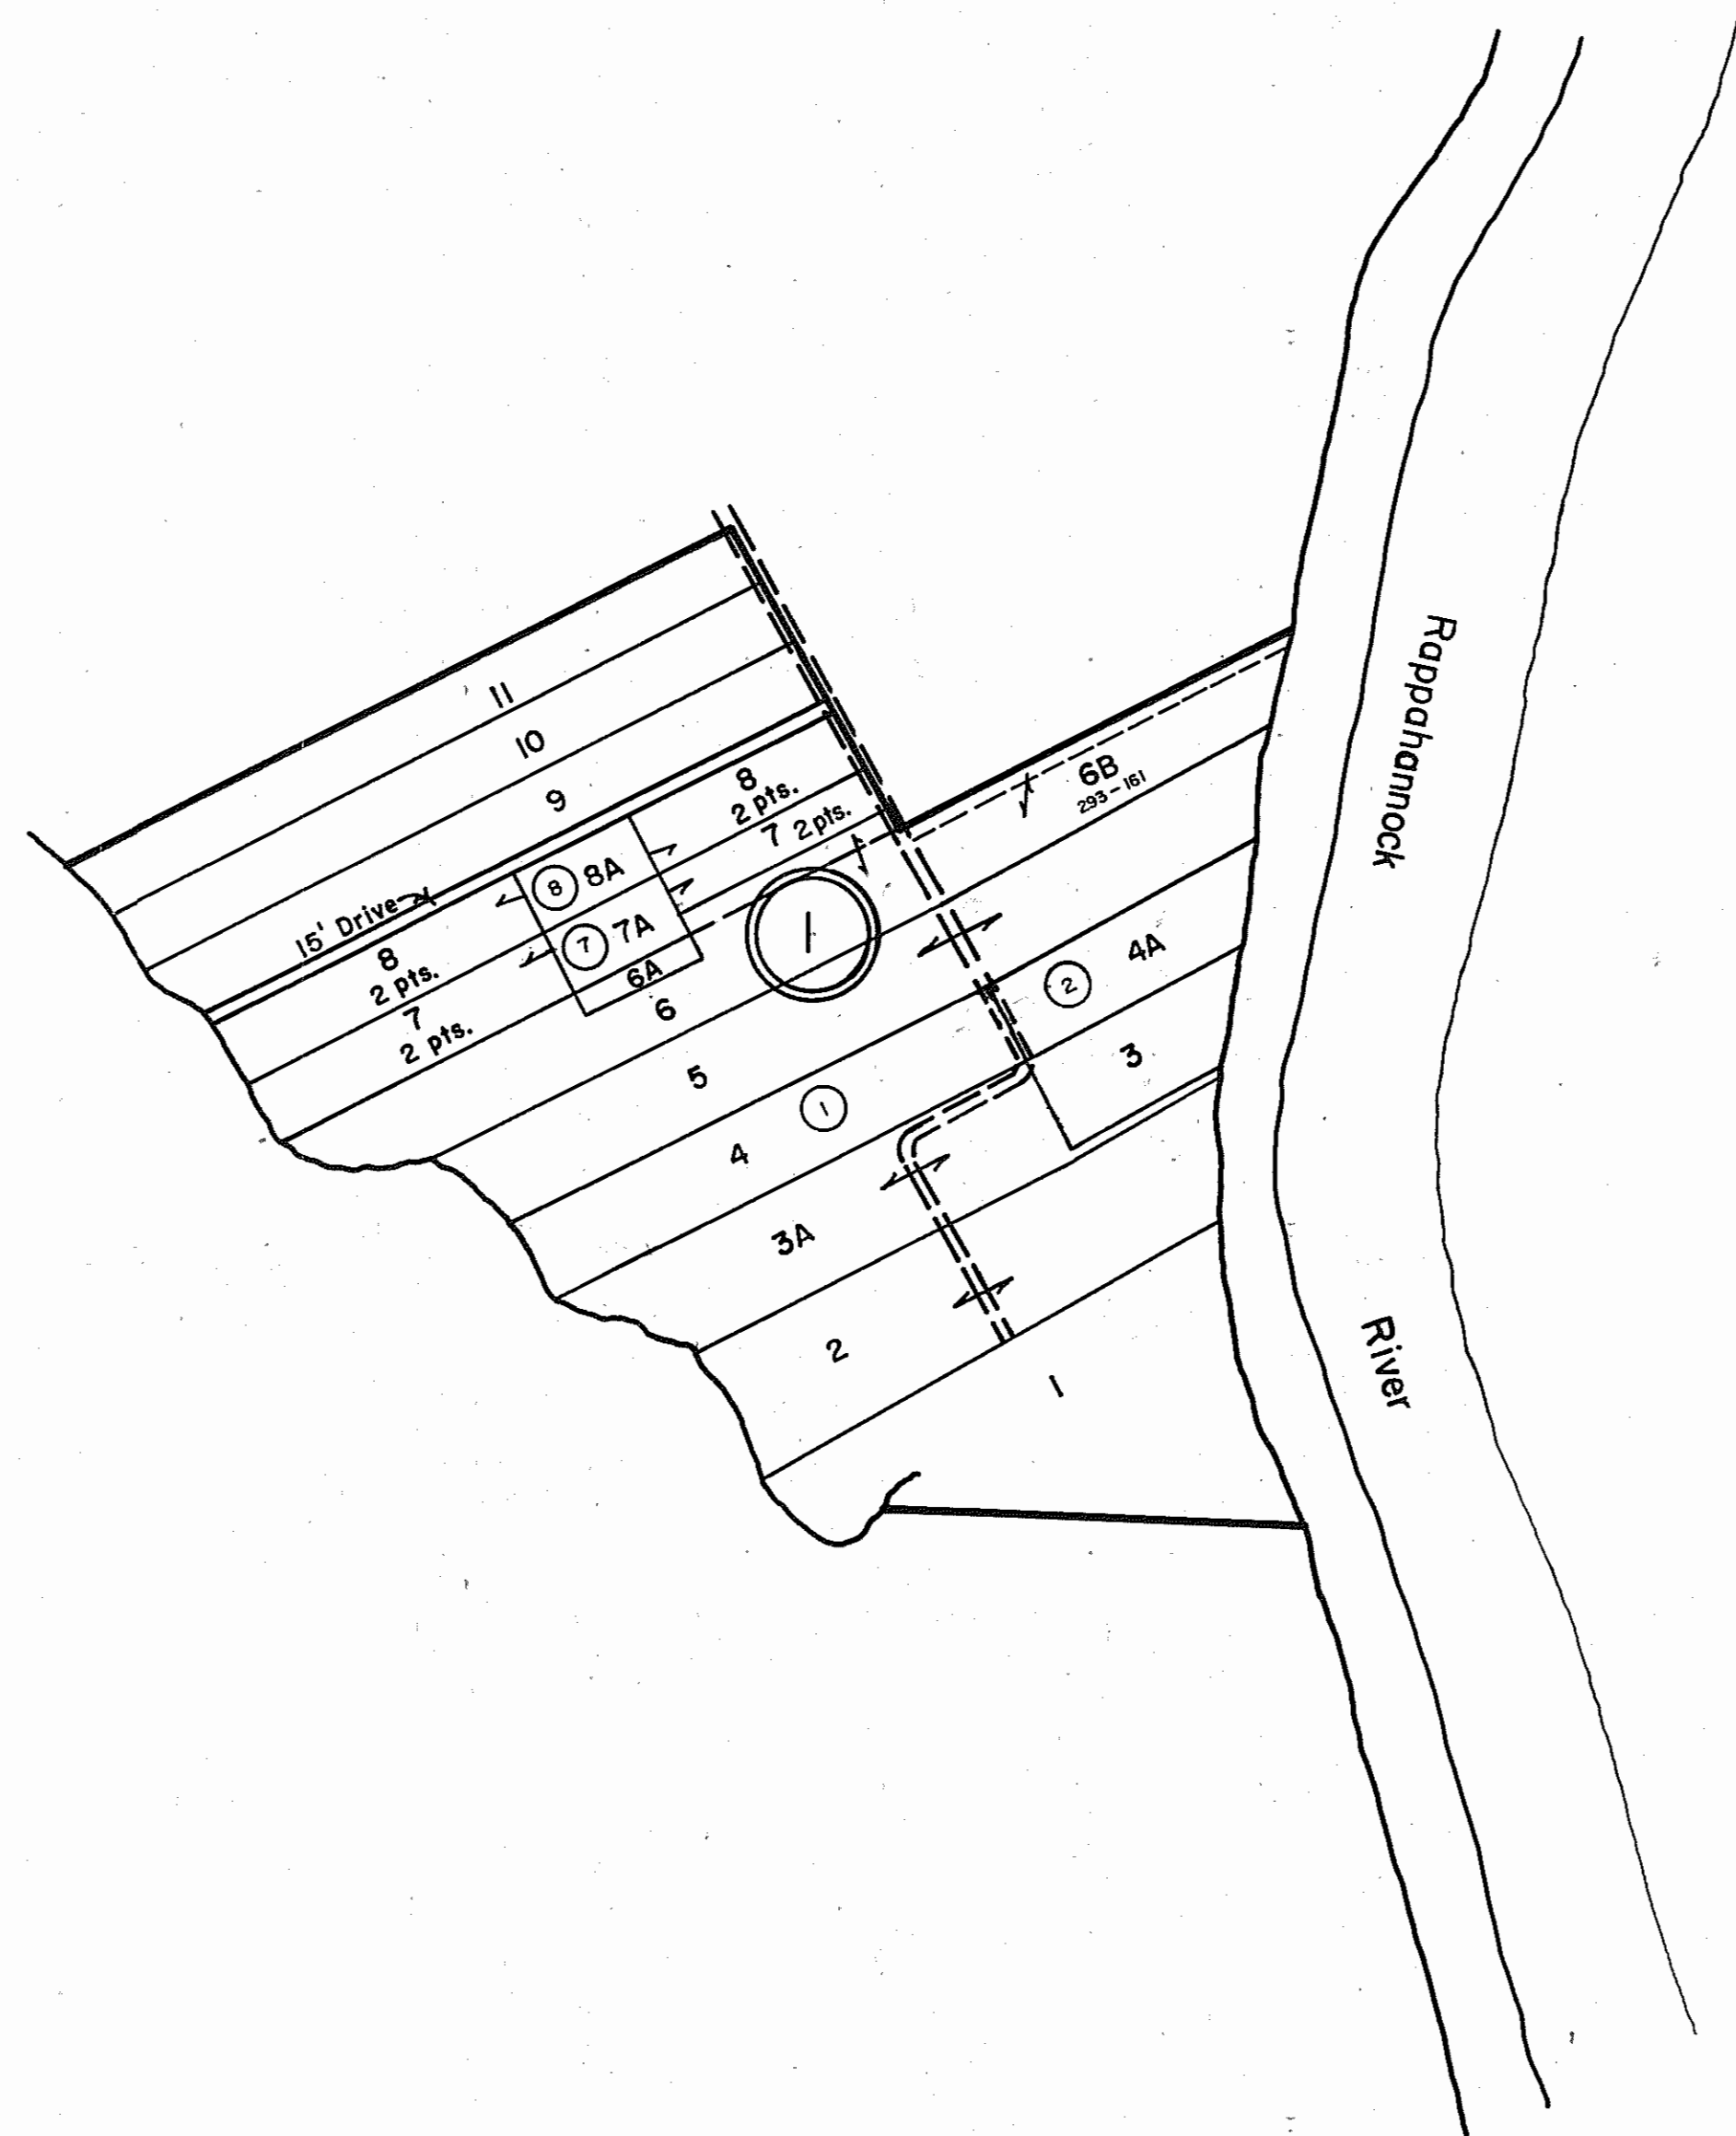 11
10
9
15' Drive
8
2 pts.
7
2 pts.
8 8A
7 7A
6A
8
2 pts.
7 2 pts.
1
6B
293-161
6
5
4
1
2
4A
3
3A
2
1
Rappahannock
River